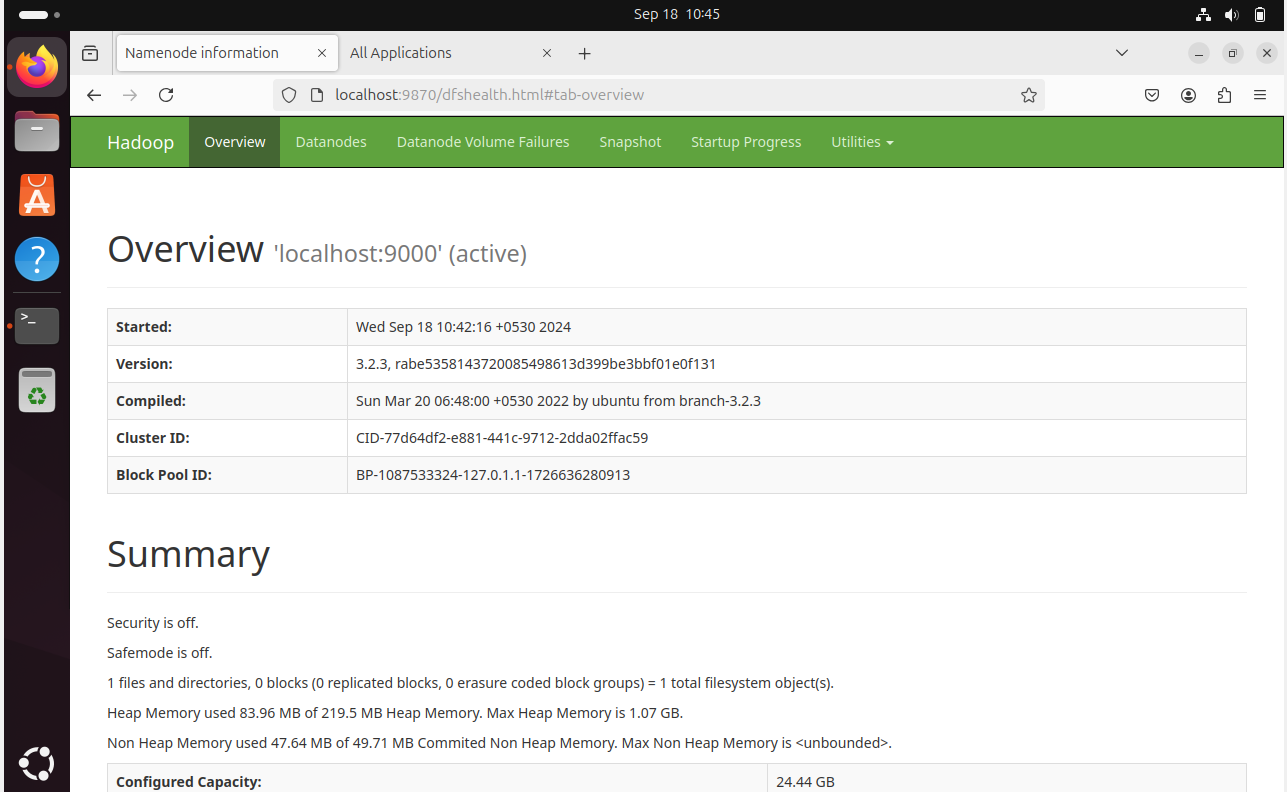 Sep 18 10:45
Namenode information
All Applications
localhost:9870/dfshealth.html#tab-overview
Hadoop Overview Datanodes Datanode Volume Failures Snapshot Startup Progress Utilities
Overview 'localhost:9000' (active)
Started: Wed Sep 18 10:42:16 +0530 2024
Version: 3.2.3, rabe5358143720085498613d399be3bbf01e0f131
Compiled: Sun Mar 20 06:48:00 +0530 2022 by ubuntu from branch-3.2.3
Cluster ID: CID-77d64df2-e881-441c-9712-2dda02ffac59
Block Pool ID: BP-1087533324-127.0.1.1-1726636280913
Summary
Security is off.
Safemode is off.
1 files and directories, 0 blocks (0 replicated blocks, 0 erasure coded block groups) = 1 total filesystem object(s).
Heap Memory used 83.96 MB of 219.5 MB Heap Memory. Max Heap Memory is 1.07 GB.
Non Heap Memory used 47.64 MB of 49.71 MB Commited Non Heap Memory. Max Non Heap Memory is <unbounded>.
Configured Capacity: 24.44 GB